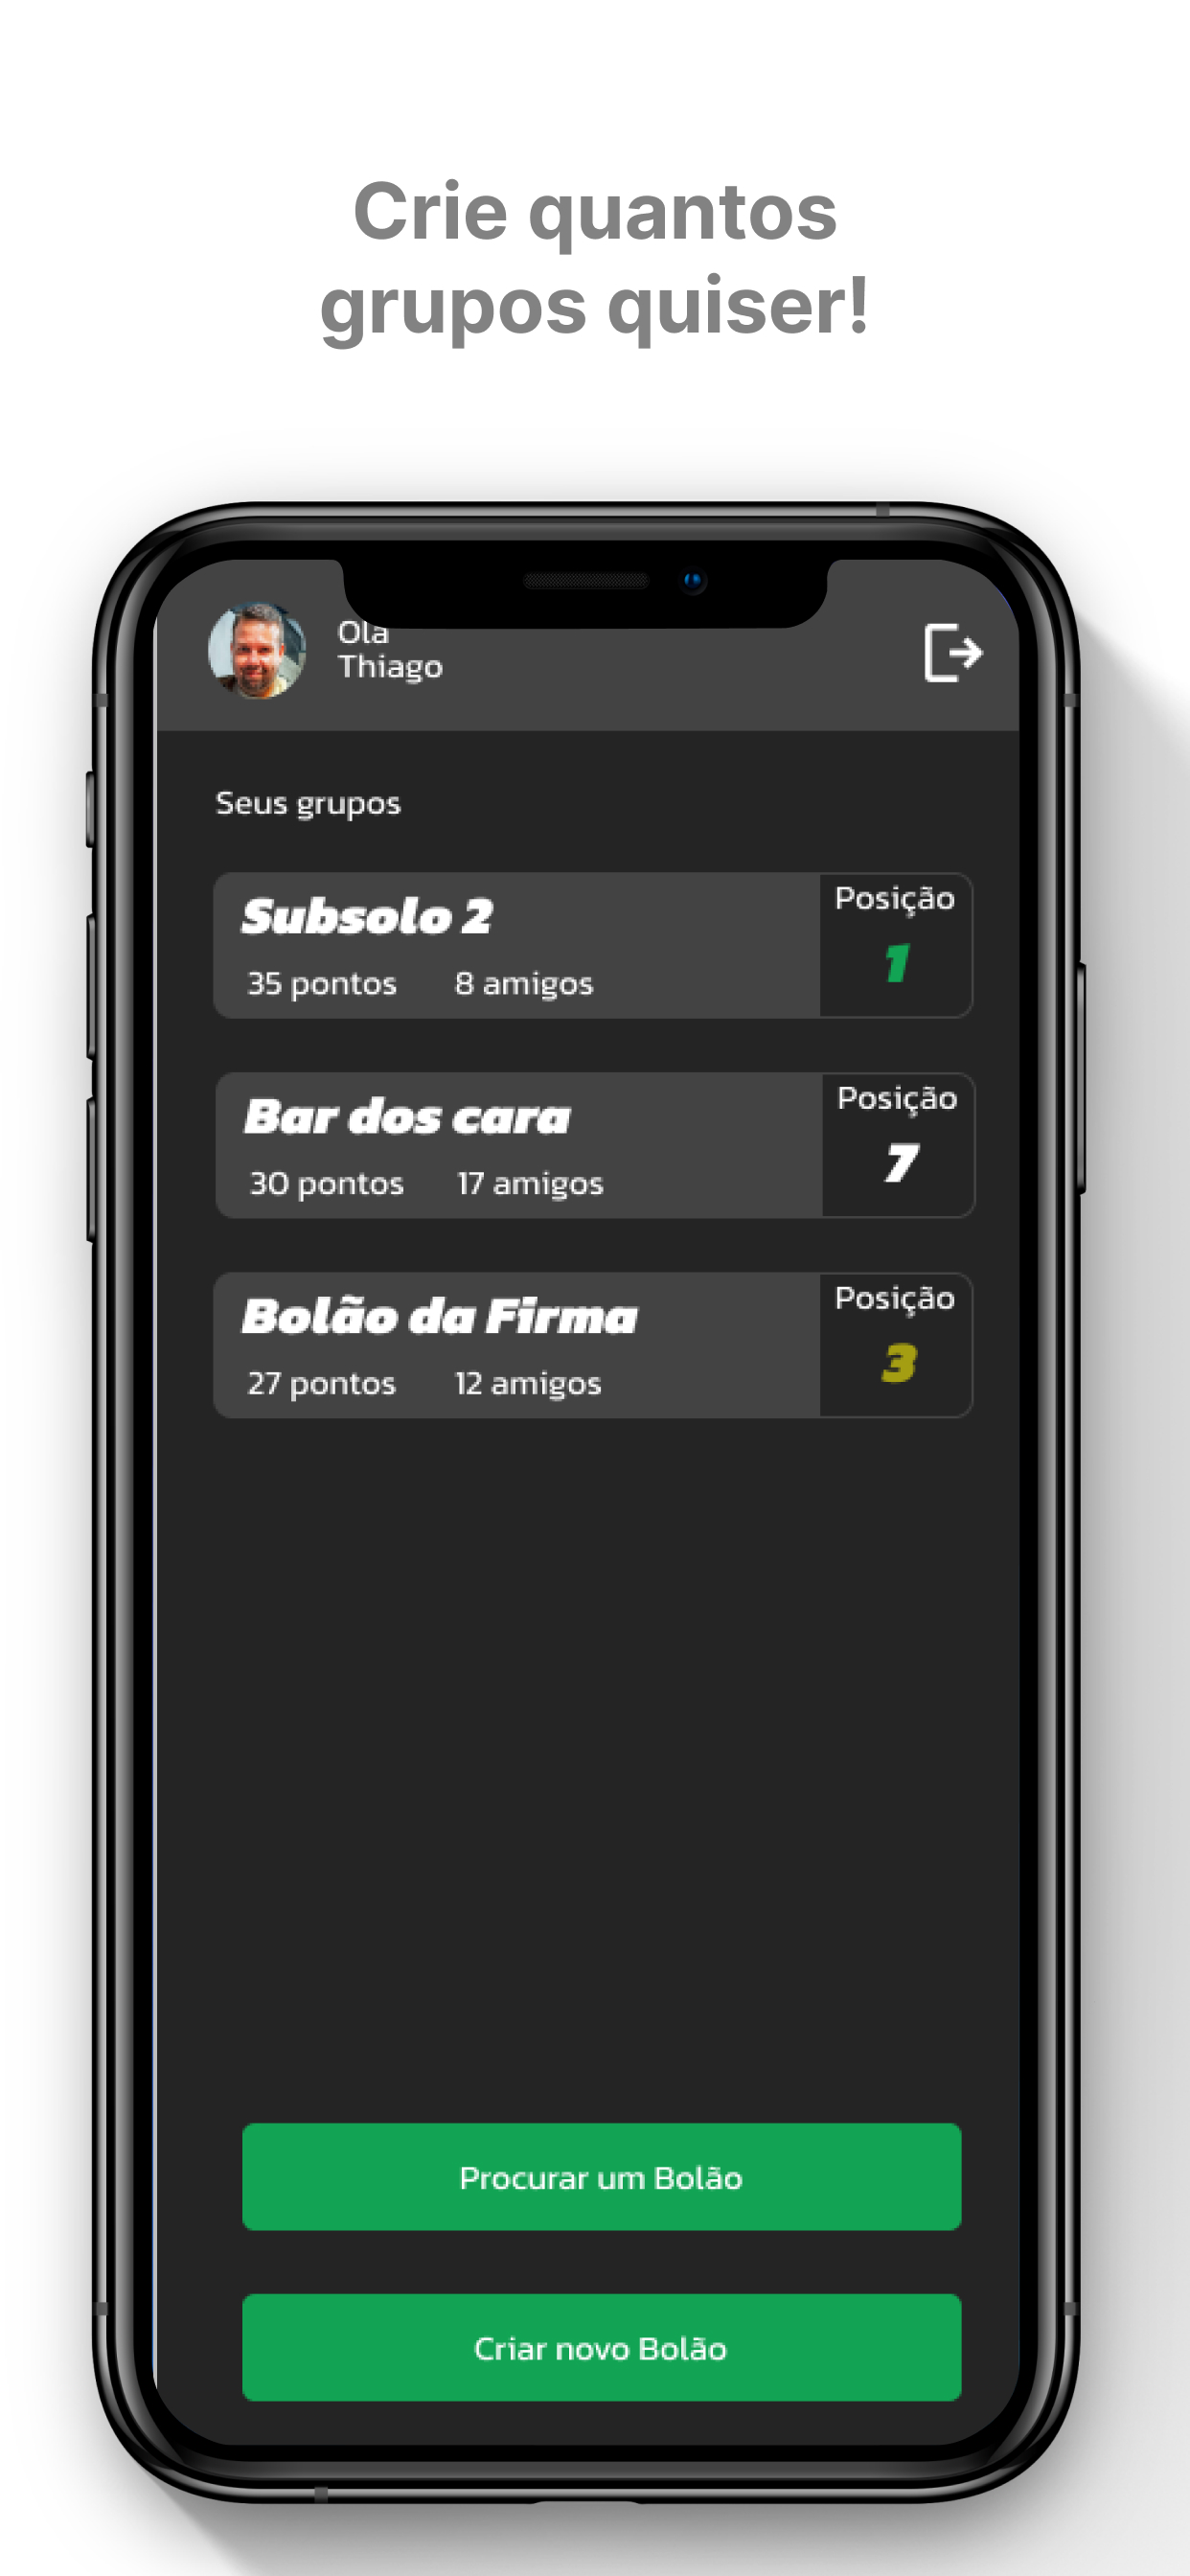 Crie quantos
grupos quiser!
Olá
Thiago
Seus grupos
Subsolo 2
35 pontos 8 amigos
Posição
1
Bar dos cara
30 pontos 17 amigos
Posição
7
Bolão da Firma
27 pontos 12 amigos
Posição
3
Procurar um Bolão
Criar novo Bolão